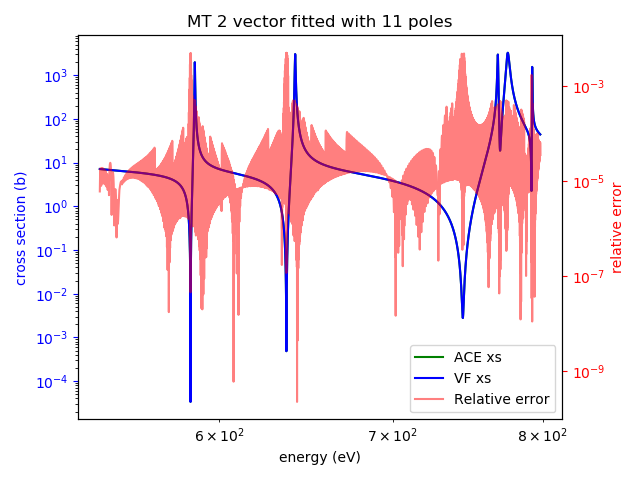 MT 2 vector fitted with 11 poles
cross section (b)
10³
10²
10¹
10⁰
10⁻¹
10⁻²
10⁻³
10⁻⁴
10⁻³
10⁻⁵
10⁻⁷
10⁻⁹
relative error
ACE xs
VF xs
Relative error
6 × 10² 7 × 10² 8 × 10²
energy (eV)